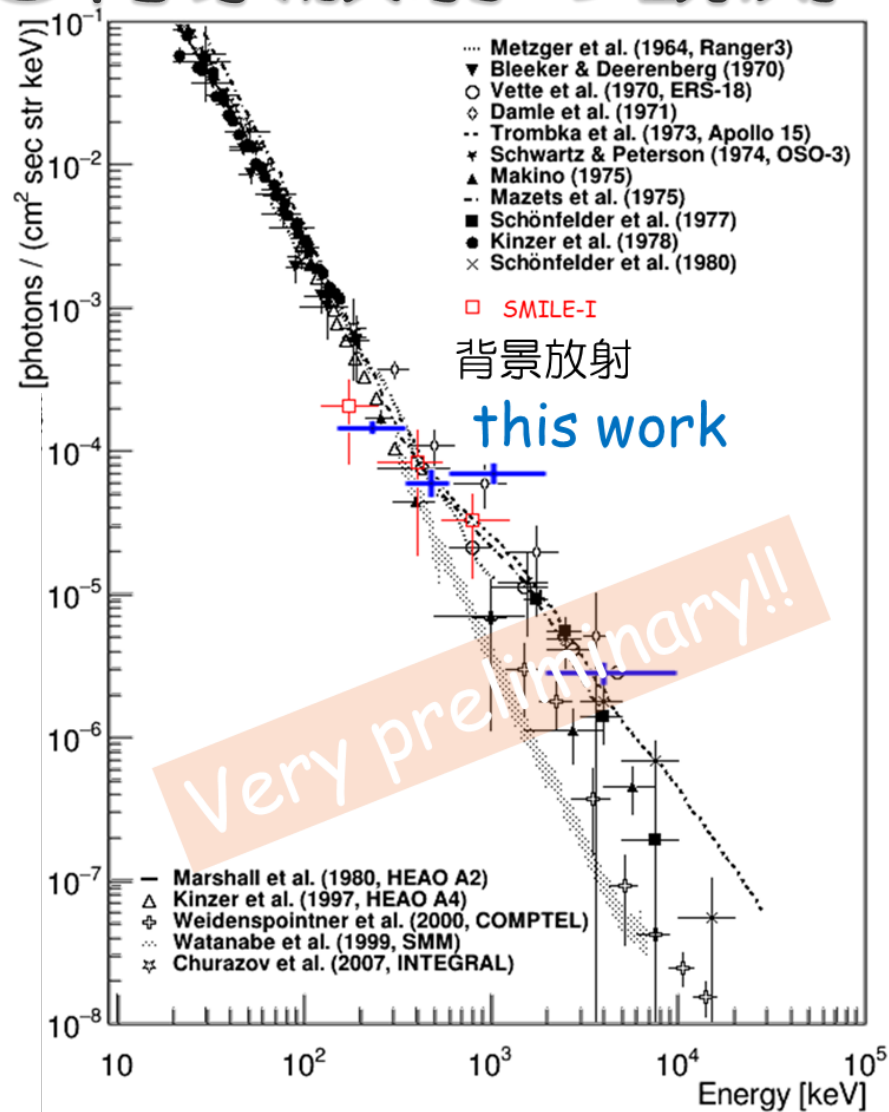 10⁻¹
10⁻²
10⁻³
10⁻⁴
10⁻⁵
10⁻⁶
10⁻⁷
10⁻⁸
[photons / (cm² sec str keV)]
Metzger et al. (1964, Ranger3)
Bleeker & Deerenberg (1970)
Vette et al. (1970, ERS-18)
Damle et al. (1971)
Trombka et al. (1973, Apollo 15)
Schwartz & Peterson (1974, OSO-3)
Makino (1975)
Mazets et al. (1975)
Schönfelder et al. (1977)
Kinzer et al. (1978)
Schönfelder et al. (1980)
SMILE-I
背景放射
this work
Very preliminary!!
Marshall et al. (1980, HEAO A2)
Kinzer et al. (1997, HEAO A4)
Weidenspointner et al. (2000, COMPTEL)
Watanabe et al. (1999, SMM)
Churazov et al. (2007, INTEGRAL)
10 10² 10³ 10⁴ 10⁵
Energy [keV]